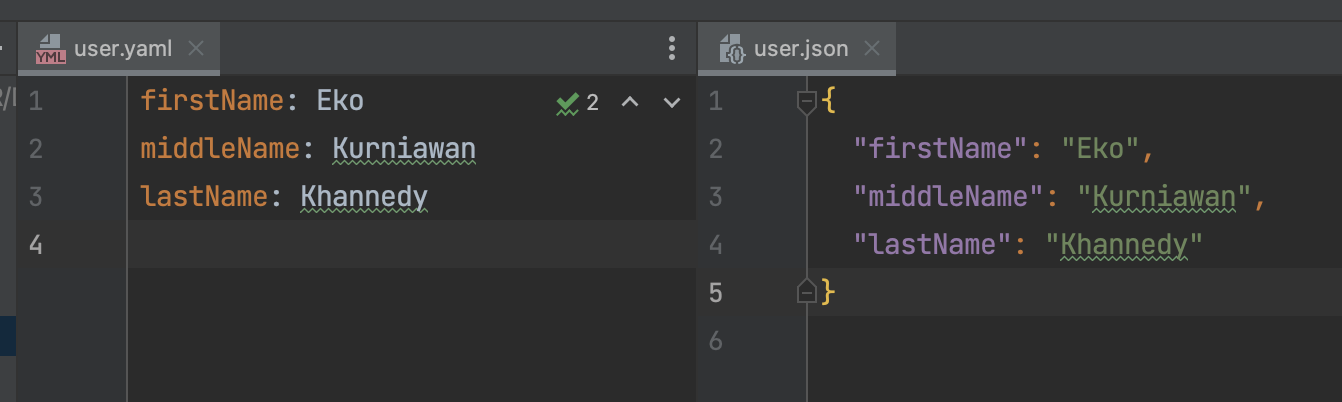 user.yaml
1 firstName: Eko
2 middleName: Kurniawan
3 lastName: Khannedy
4
YML
2
user.json
1 {
2 "firstName": "Eko",
3 "middleName": "Kurniawan",
4 "lastName": "Khannedy"
5 }
6